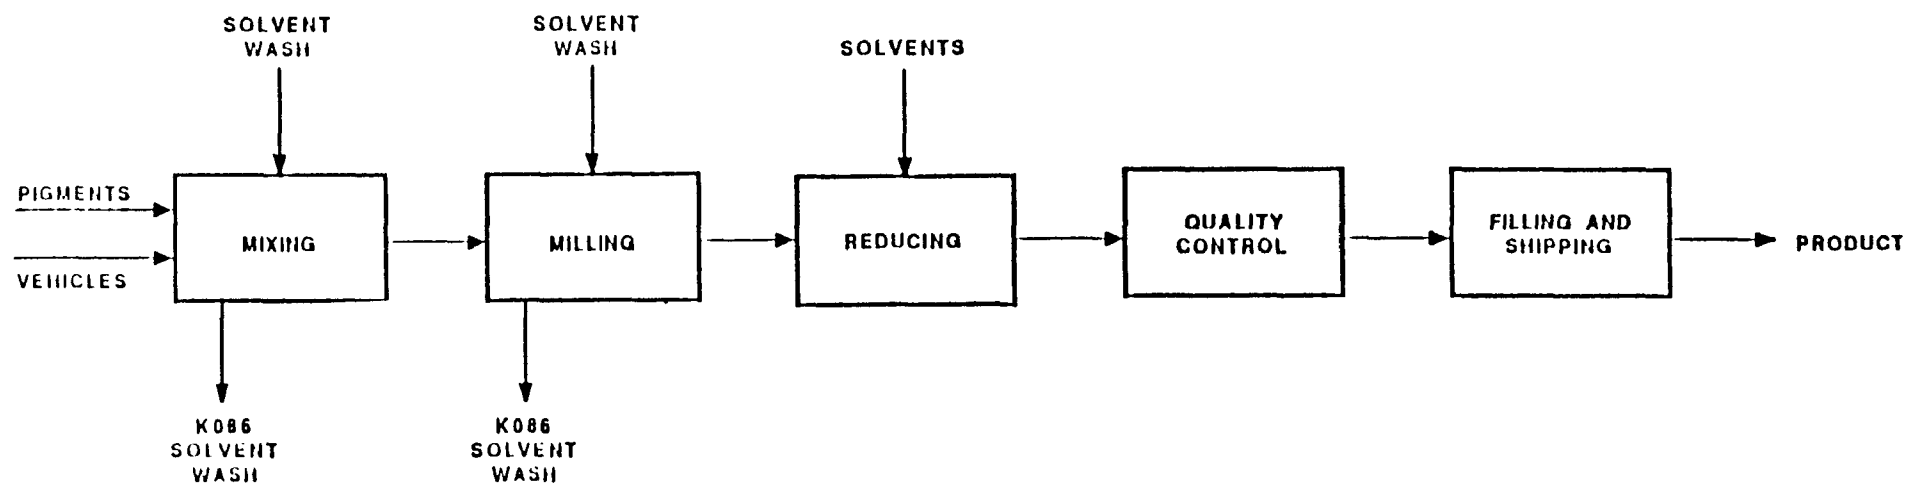 SOLVENT
WASH
SOLVENT
WASH
SOLVENTS
PIGMENTS
VEHICLES
MIXING
MILLING
REDUCING
QUALITY
CONTROL
FILLING AND
SHIPPING
PRODUCT
K086
SOLVENT
WASH
K086
SOLVENT
WASH